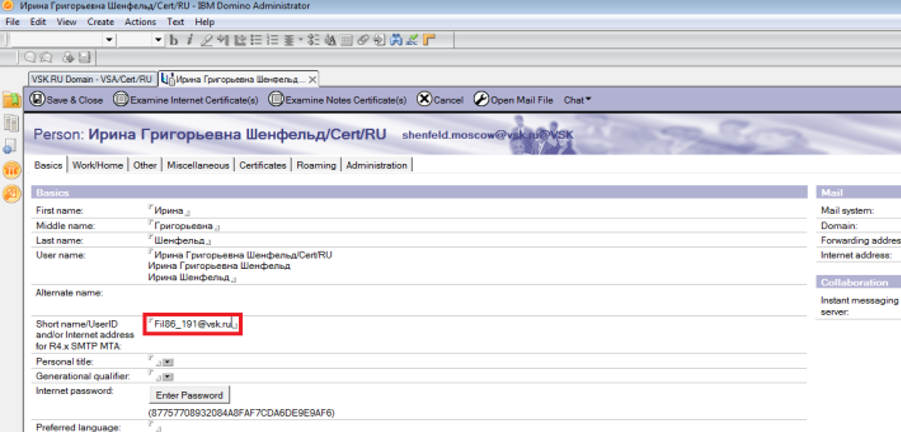 Ирина Григорьевна Шенфельд/Cert/RU - IBM Domino Administrator
File Edit View Create Actions Text Help
VSK.RU Domain - VSA/Cert/RU Ирина Григорьевна Шенфельд...
Save & Close Examine Internet Certificate(s) Examine Notes Certificate(s) Cancel Open Mail File Chat
Person: Ирина Григорьевна Шенфельд/Cert/RU shenfeld.moscow@vsk.ru@VSK
Basics Work/Home Other Miscellaneous Certificates Roaming Administration
Basics Mail
First name: Ирина Mail system:
Middle name: Григорьевна Domain:
Last name: Шенфельд Forwarding addres
User name: Ирина Григорьевна Шенфельд/Cert/RU Internet address:
Ирина Григорьевна Шенфельд
Ирина Шенфельд
Collaboration
Alternate name:
Instant messaging
server:
Short name/UserID Fil86_191@vsk.ru
and/or Internet address
for R4.x SMTP MTA:
Personal title:
Generational qualifier:
Internet password: Enter Password
(87757708932084A8FAF7CDA6DE9E9AF6)
Preferred language: